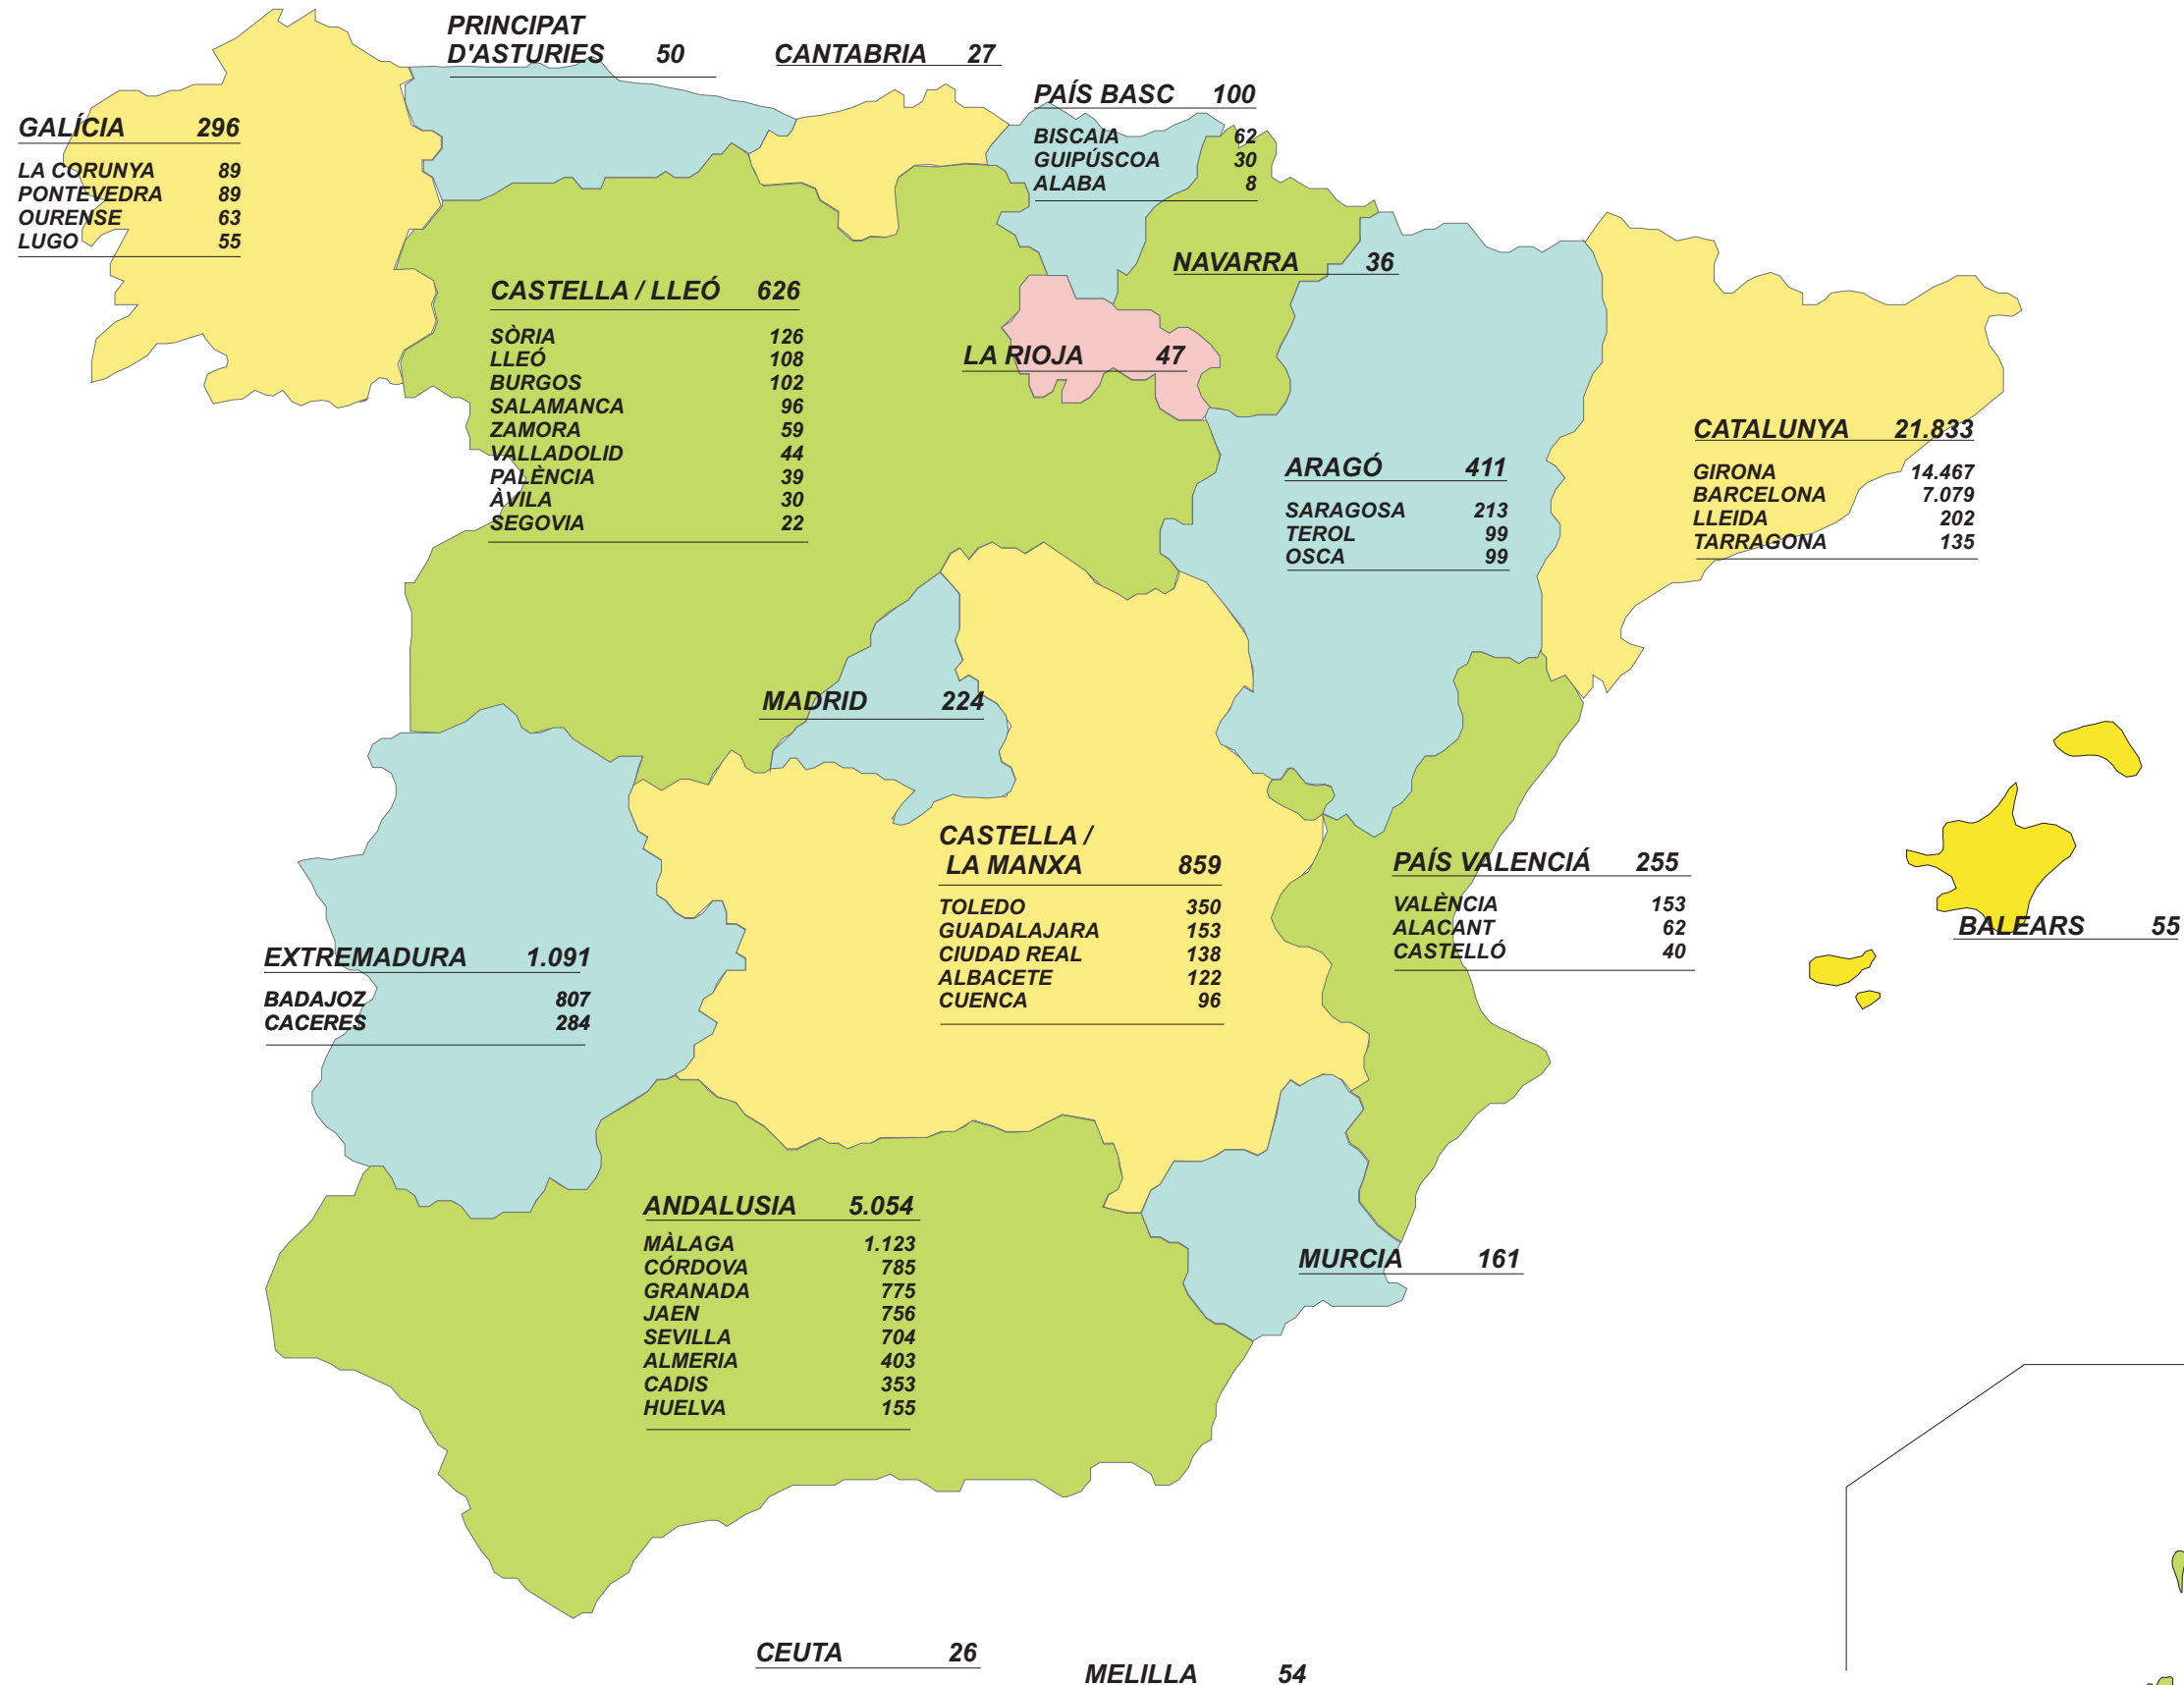 PRINCIPAT
D'ASTURIES 50
CANTABRIA 27
PAÍS BASC 100
BISCAIA 62
GUIPÚSCOA 30
ALABA 8
GALÍCIA 296
LA CORUNYA 89
PONTEVEDRA 89
OURENSE 63
LUGO 55
NAVARRA 36
CASTELLA / LLEÓ 626
SÒRIA 126
LLEÓ 108
BURGOS 102
SALAMANCA 96
ZAMORA 59
VALLADOLID 44
PALÈNCIA 39
ÀVILA 30
SEGOVIA 22
LA RIOJA 47
ARAGÓ 411
SARAGOSA 213
TEROL 99
OSCA 99
CATALUNYA 21.833
GIRONA 14.467
BARCELONA 7.079
LLEIDA 202
TARRAGONA 135
MADRID 224
CASTELLA /
LA MANXA 859
TOLEDO 350
GUADALAJARA 153
CIUDAD REAL 138
ALBACETE 122
CUENCA 96
PAÍS VALENCIÁ 255
VALÈNCIA 153
ALACANT 62
CASTELLÓ 40
BALEARS 55
EXTREMADURA 1.091
BADAJOZ 807
CACERES 284
ANDALUSIA 5.054
MÀLAGA 1.123
CÓRDOVA 785
GRANADA 775
JAEN 756
SEVILLA 704
ALMERIA 403
CADIS 353
HUELVA 155
MURCIA 161
CEUTA 26
MELILLA 54